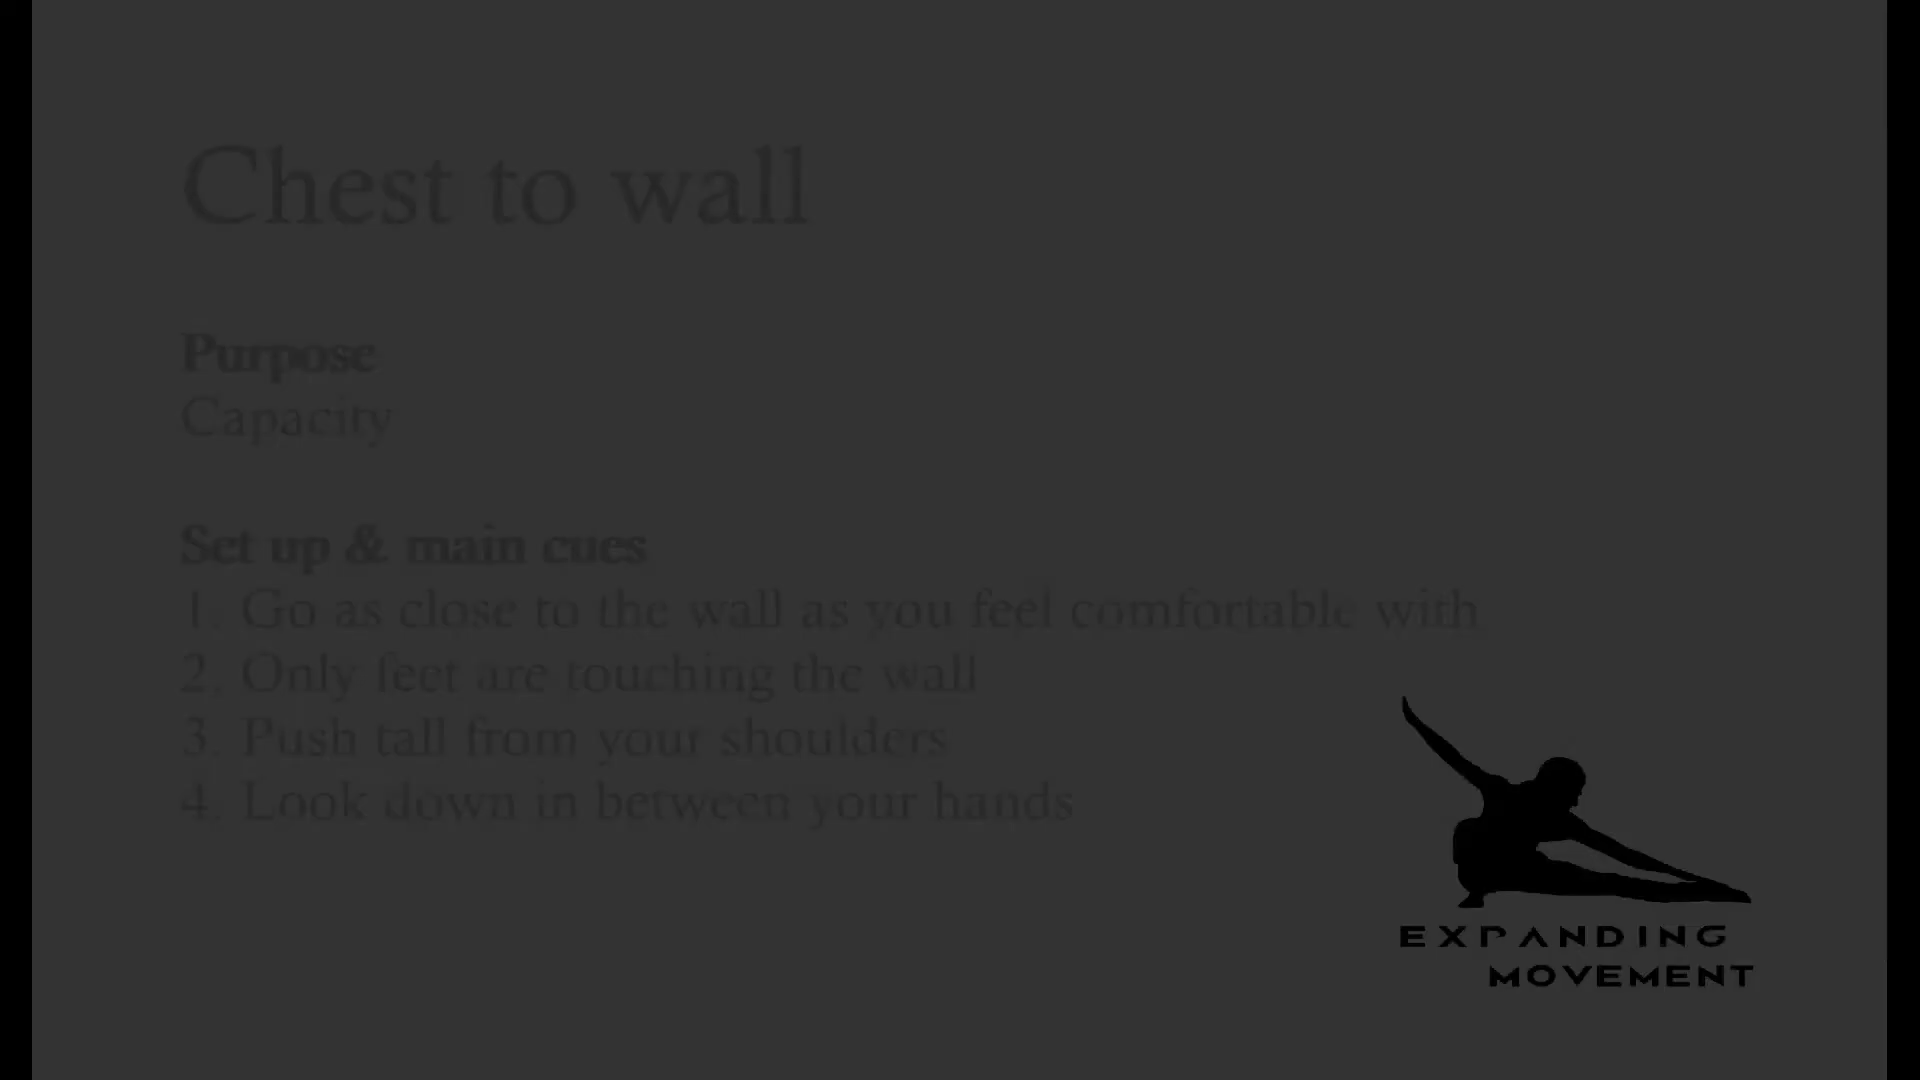 Chest to wall
Purpose
Capacity
Set up & main cues
1. Go as close to the wall as you feel comfortable with
2. Only feet are touching the wall
3. Push tall from your shoulders
4. Look down in between your hands
EXPANDING
MOVEMENT